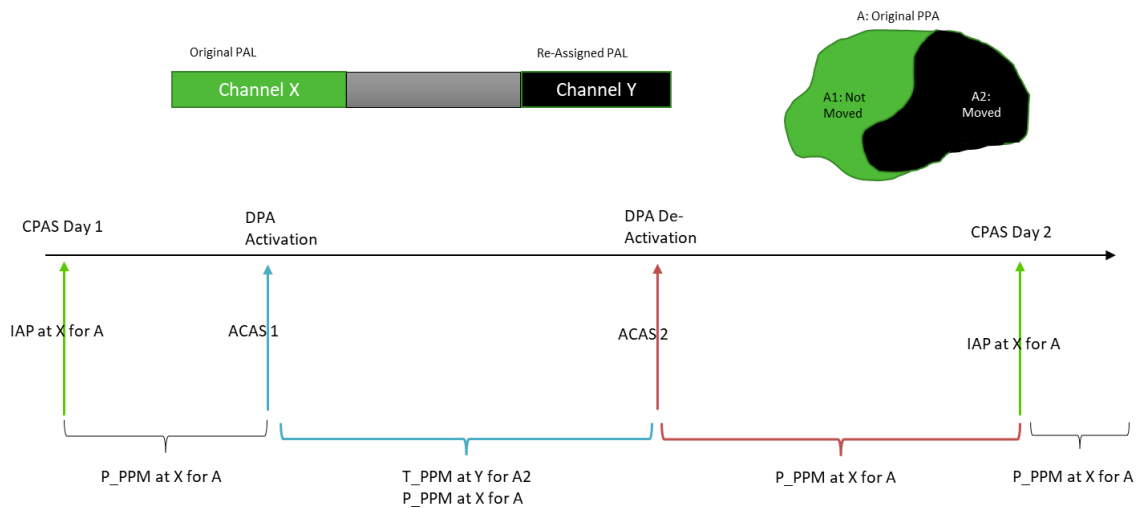 A: Original PPA
Original PAL
Re-Assigned PAL
Channel X
Channel Y
A1: Not
Moved
A2:
Moved
CPAS Day 1
DPA
Activation
DPA De-
Activation
CPAS Day 2
IAP at X for A
ACAS 1
ACAS 2
IAP at X for A
P_PPM at X for A
T_PPM at Y for A2
P_PPM at X for A
P_PPM at X for A
P_PPM at X for A